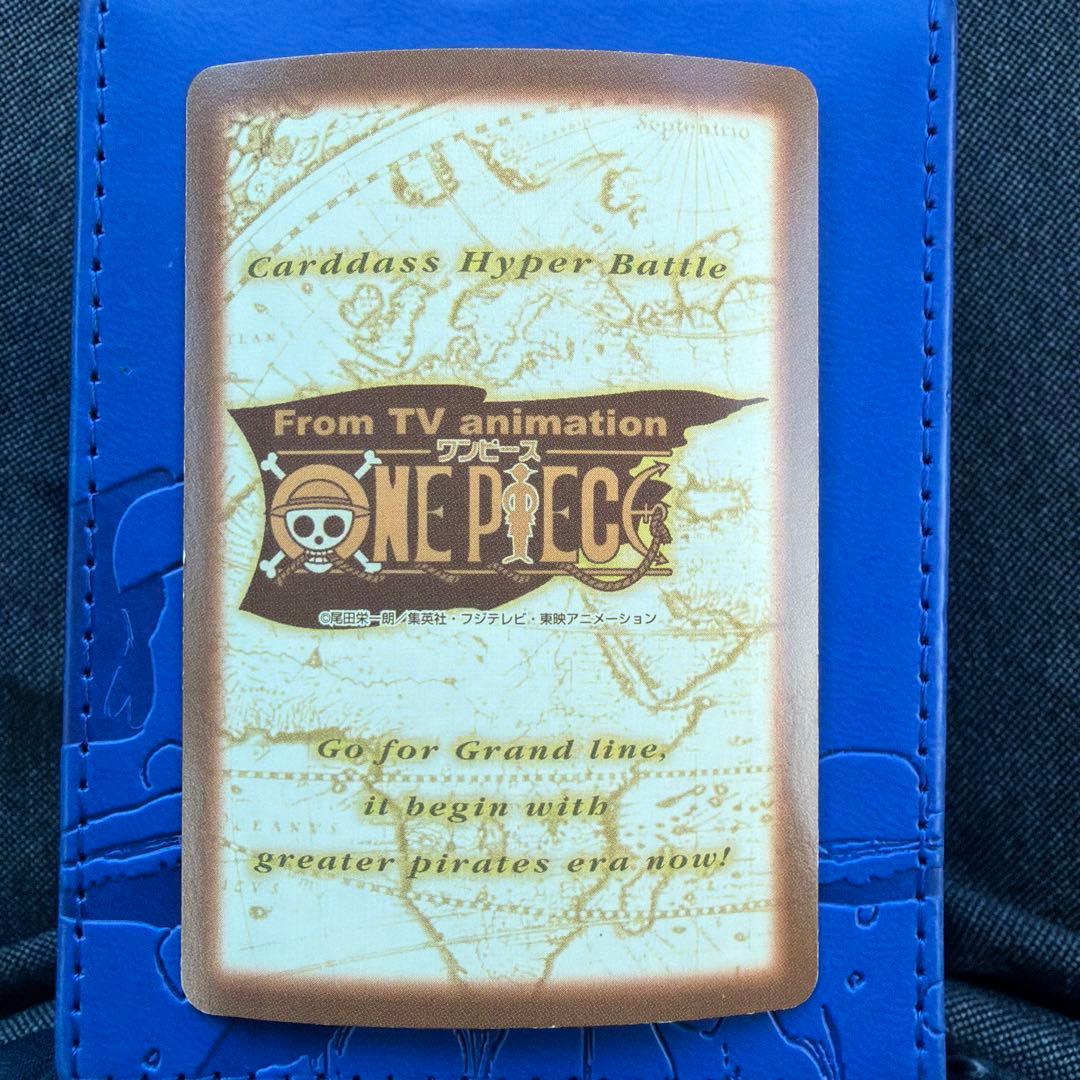 Septentrio
Carddass Hyper Battle
From TV animation
ワンピース
ONE PIECE
©尾田栄一朗/集英社・フジテレビ・東映アニメーション
Go for Grand line,
it begin with
greater pirates era now!